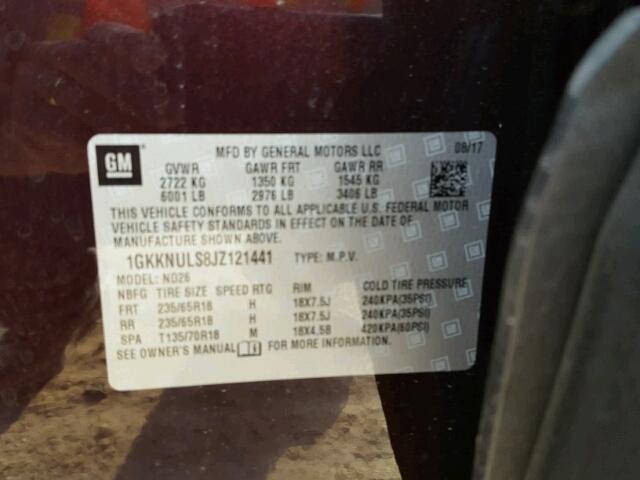 GM
MFD BY GENERAL MOTORS LLC 08/17
GVWR GAWR FRT GAWR RR
2722 KG 1350 KG 1545 KG
6001 LB 2976 LB 3406 LB
THIS VEHICLE CONFORMS TO ALL APPLICABLE U.S. FEDERAL MOTOR
VEHICLE SAFETY STANDARDS IN EFFECT ON THE DATE OF
MANUFACTURE SHOWN ABOVE.
1GKKNULS8JZ121441 TYPE: M.P.V.
MODEL: ND26
NBFG TIRE SIZE SPEED RTG RIM COLD TIRE PRESSURE
FRT 235/65R18 H 18X7.5J 240KPA(35PSI)
RR 235/65R18 H 18X7.5J 240KPA(35PSI)
SPA T135/70R18 M 18X4.5B 420KPA(60PSI)
SEE OWNER'S MANUAL FOR MORE INFORMATION.